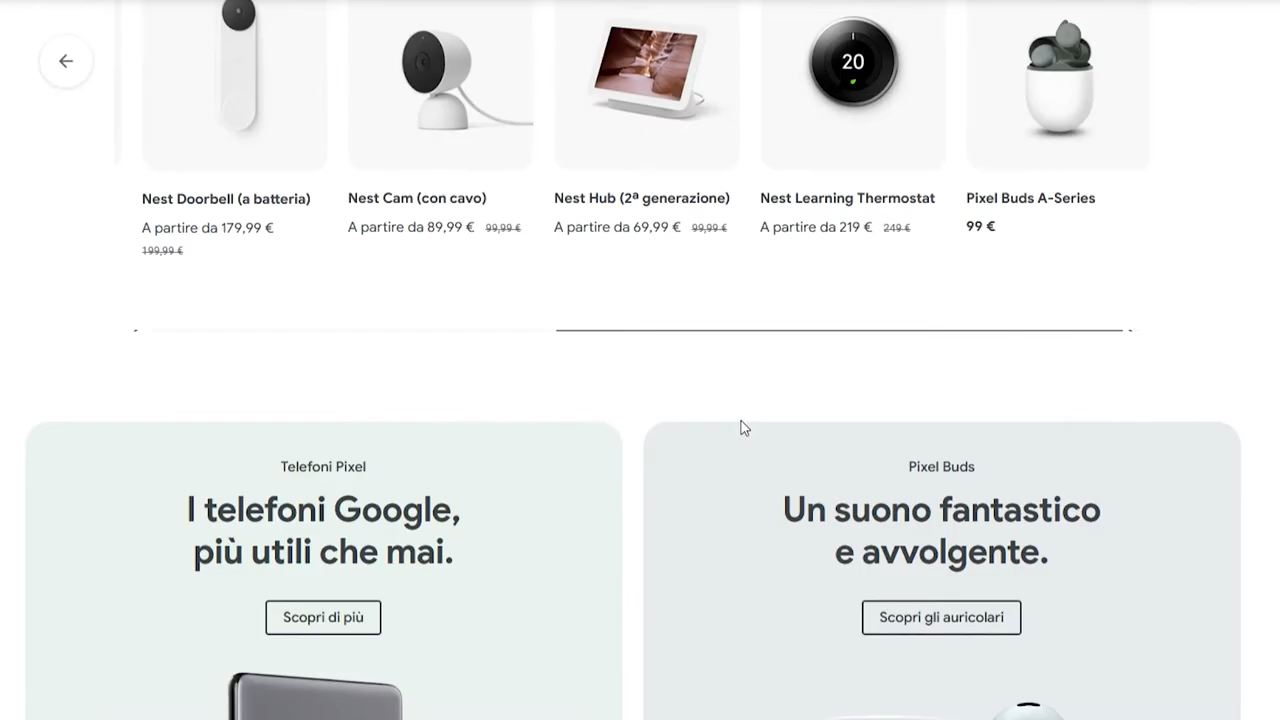 20
Nest Doorbell (a batteria)
A partire da 179,99 €
199,99 €
Nest Cam (con cavo)
A partire da 89,99 € 99,99 €
Nest Hub (2ª generazione)
A partire da 69,99 € 99,99 €
Nest Learning Thermostat
A partire da 219 € 249 €
Pixel Buds A-Series
99 €
Telefoni Pixel
I telefoni Google,
più utili che mai.
Scopri di più
Pixel Buds
Un suono fantastico
e avvolgente.
Scopri gli auricolari